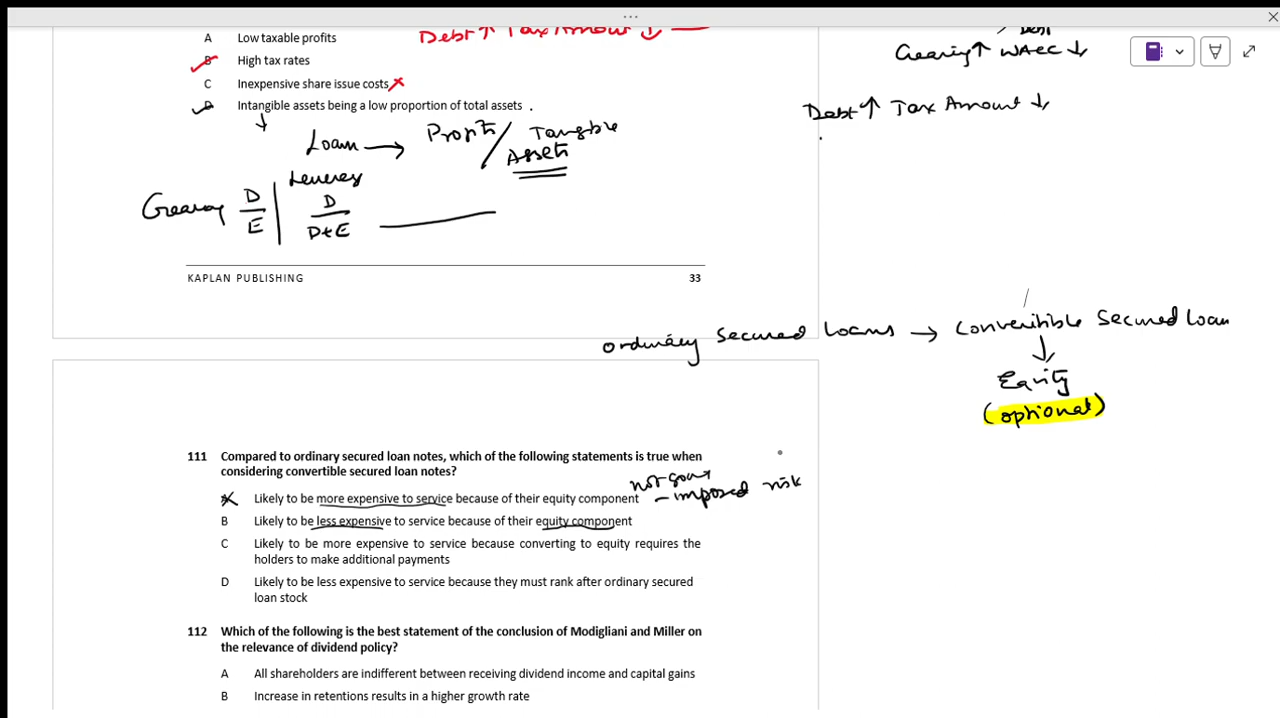 Debt↑ Tax Amount ↓
A Low taxable profits
B High tax rates
C Inexpensive share issue costs
D Intangible assets being a low proportion of total assets .
Loan → Profit / Tangible Assets
Gearing D/E
D/D+E
KAPLAN PUBLISHING 33
Gearing↑ WACC ↓
Debt↑ Tax Amount ↓
ordinary secured loans → Convertible Secured Loan
Equity
(optional)
111 Compared to ordinary secured loan notes, which of the following statements is true when
considering convertible secured loan notes?
A Likely to be more expensive to service because of their equity component
- imposed risk
B Likely to be less expensive to service because of their equity component
C Likely to be more expensive to service because converting to equity requires the
holders to make additional payments
D Likely to be less expensive to service because they must rank after ordinary secured
loan stock
112 Which of the following is the best statement of the conclusion of Modigliani and Miller on
the relevance of dividend policy?
A All shareholders are indifferent between receiving dividend income and capital gains
B Increase in retentions results in a higher growth rate